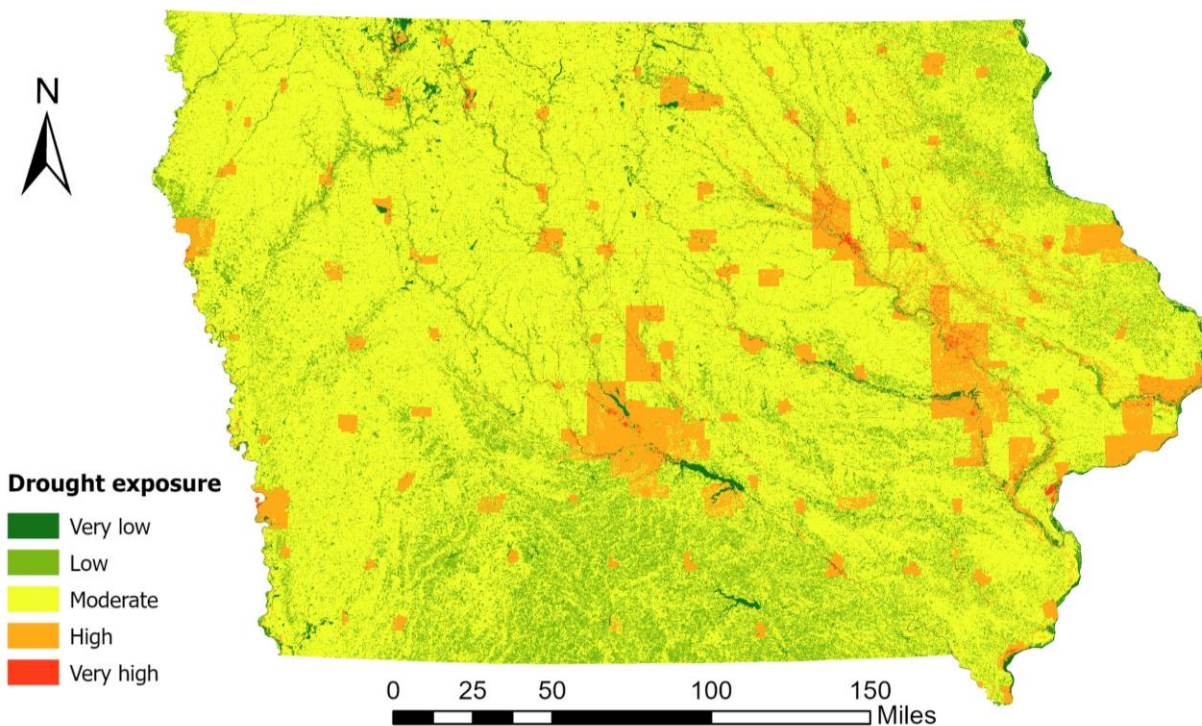 N
Drought exposure
Very low
Low
Moderate
High
Very high
0 25 50 100 150
Miles